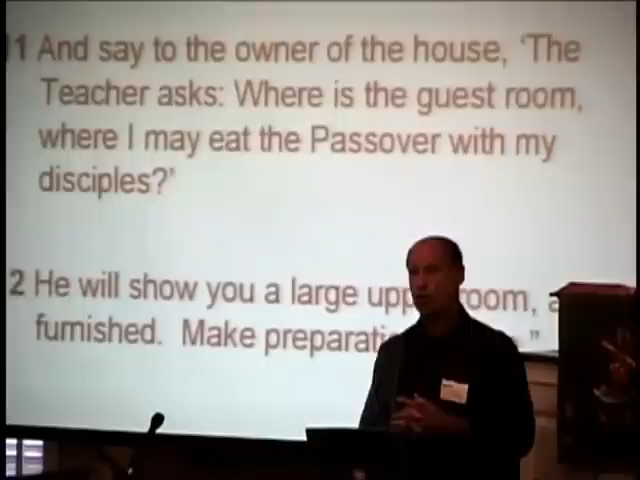 1 And say to the owner of the house, ‘The
Teacher asks: Where is the guest room,
where I may eat the Passover with my
disciples?’
2 He will show you a large upp room, a
furnished. Make preparati ”